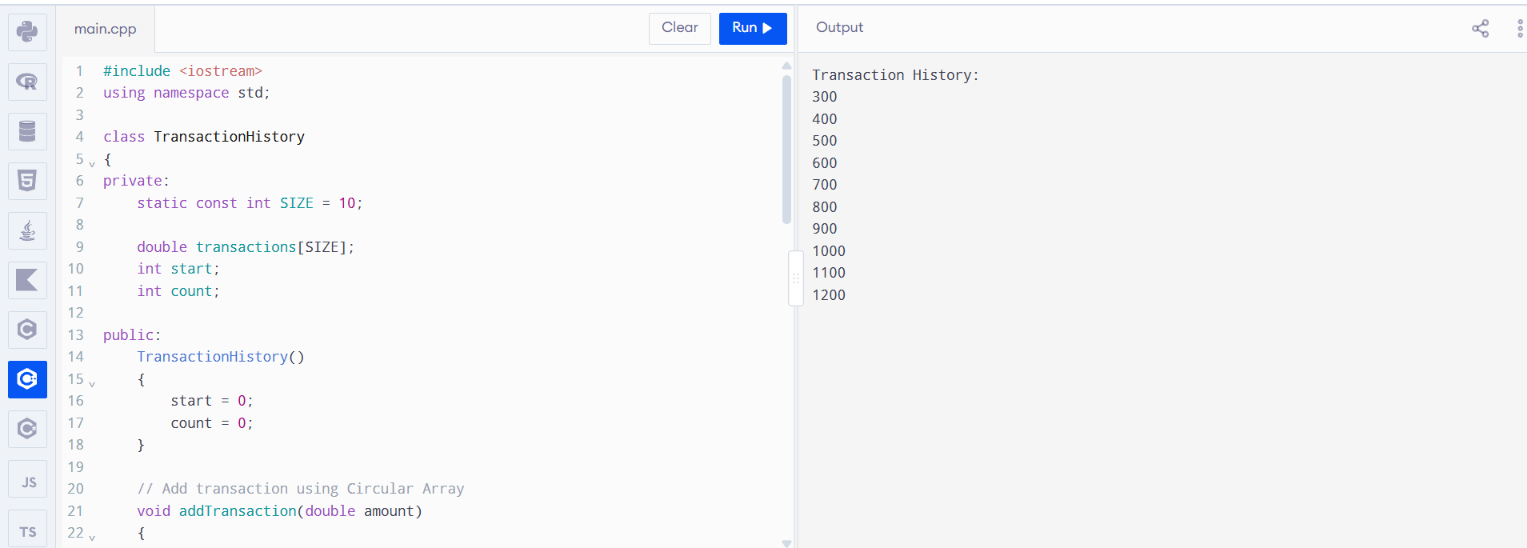 main.cpp
Clear
Run
Output
1 #include <iostream>
2 using namespace std;
3
4 class TransactionHistory
5 {
6 private:
7 static const int SIZE = 10;
8
9 double transactions[SIZE];
10 int start;
11 int count;
12
13 public:
14 TransactionHistory()
15 {
16 start = 0;
17 count = 0;
18 }
19
20 // Add transaction using Circular Array
21 void addTransaction(double amount)
22 {
Transaction History:
300
400
500
600
700
800
900
1000
1100
1200
R
5
C
C
C
JS
TS